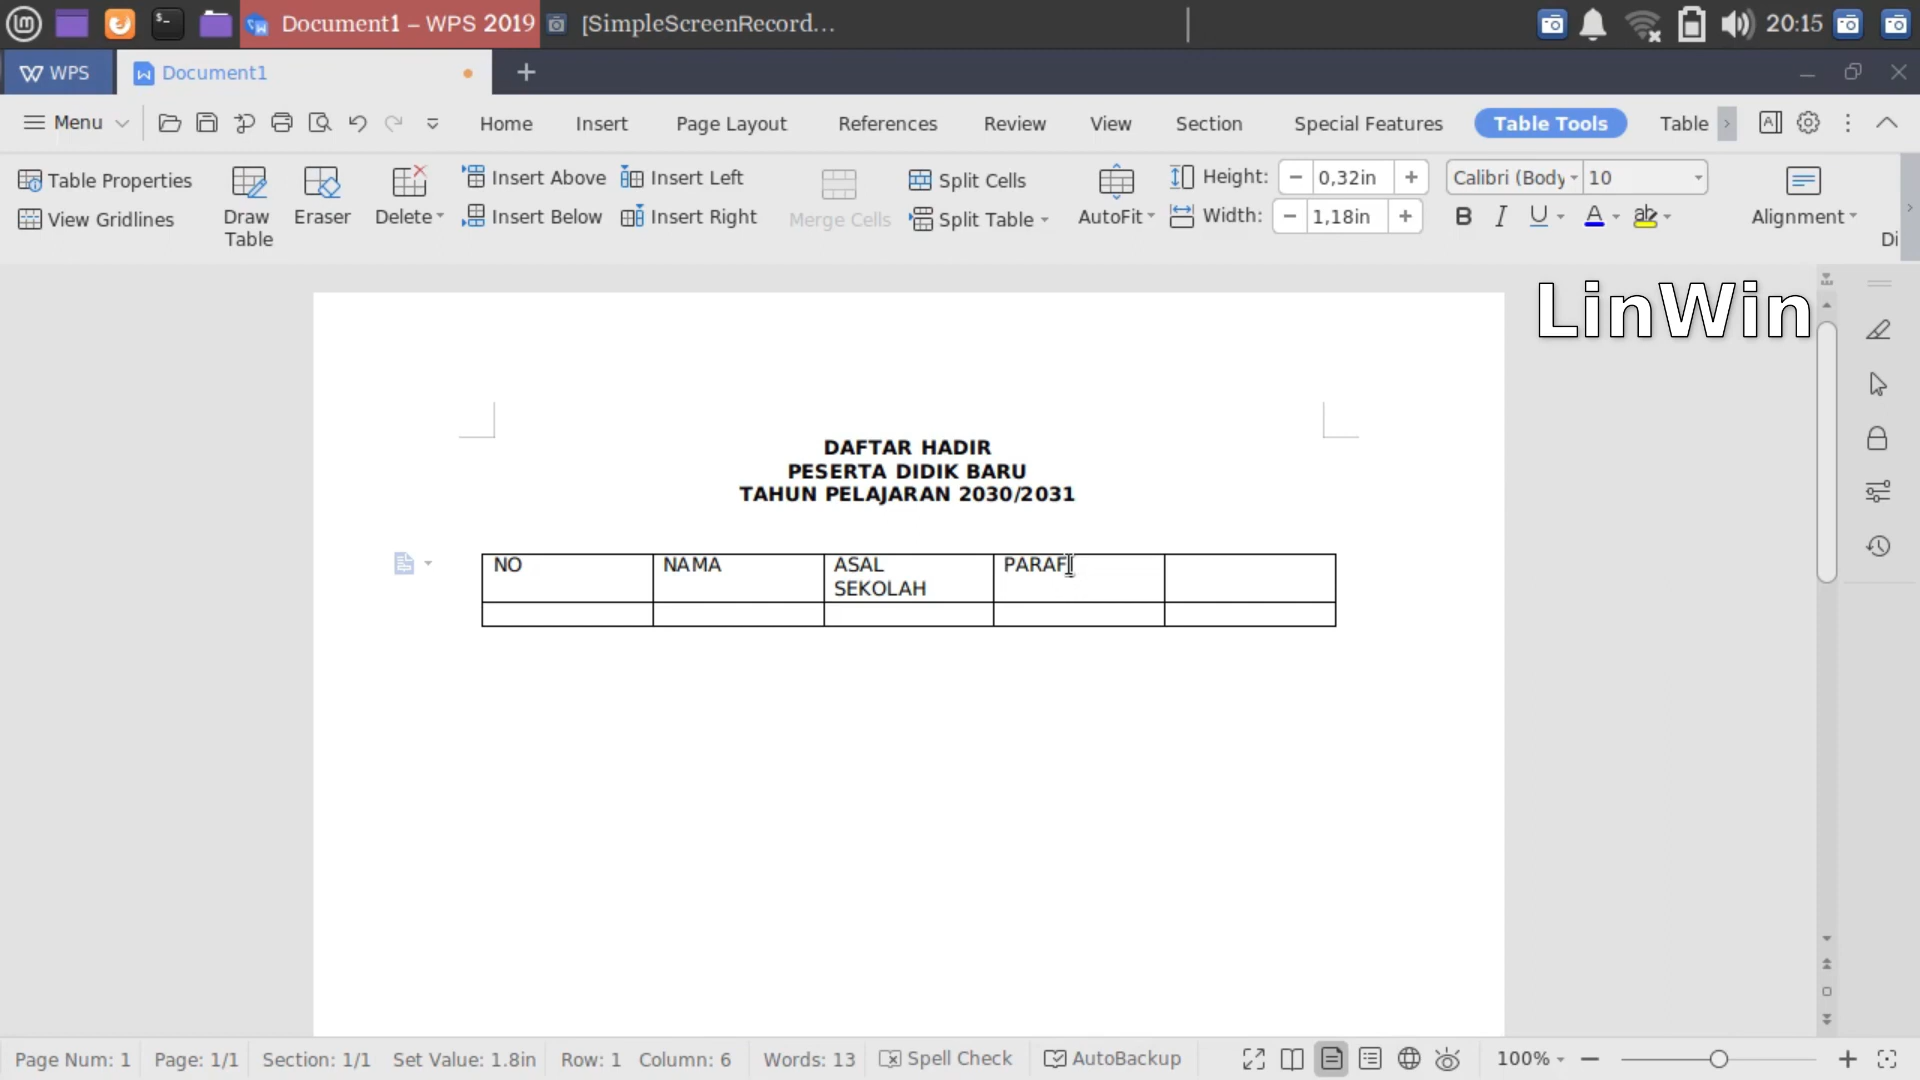 Document1 – WPS 2019
[SimpleScreenRecord...
20:15
WPS
Document1
Menu
Home
Insert
Page Layout
References
Review
View
Section
Special Features
Table Tools
Table
Table Properties
View Gridlines
Draw
Table
Eraser
Delete
Insert Above
Insert Below
Insert Left
Insert Right
Merge Cells
Split Cells
Split Table
AutoFit
Height:
0,32in
Width:
1,18in
Calibri (Body
10
B I U A ab
Alignment
Di
LinWin
DAFTAR HADIR
PESERTA DIDIK BARU
TAHUN PELAJARAN 2030/2031
NO
NAMA
ASAL
SEKOLAH
PARAF
Page Num: 1
Page: 1/1
Section: 1/1
Set Value: 1.8in
Row: 1
Column: 6
Words: 13
Spell Check
AutoBackup
100%